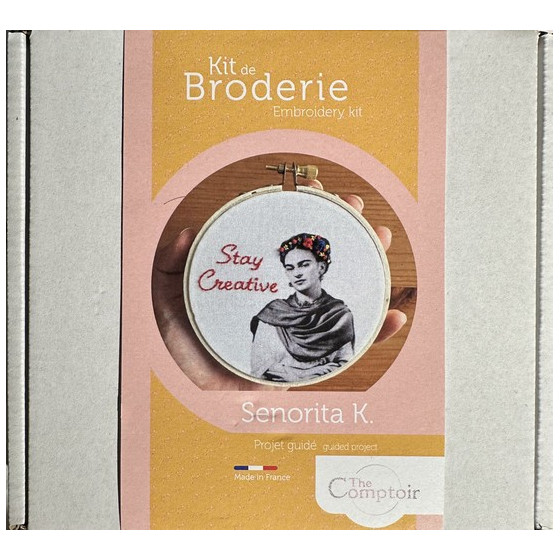 Kit de
Broderie
Embroidery kit
Stay
Creative
Senorita K.
Projet guidé guided project
Made in France
The
Comptoir